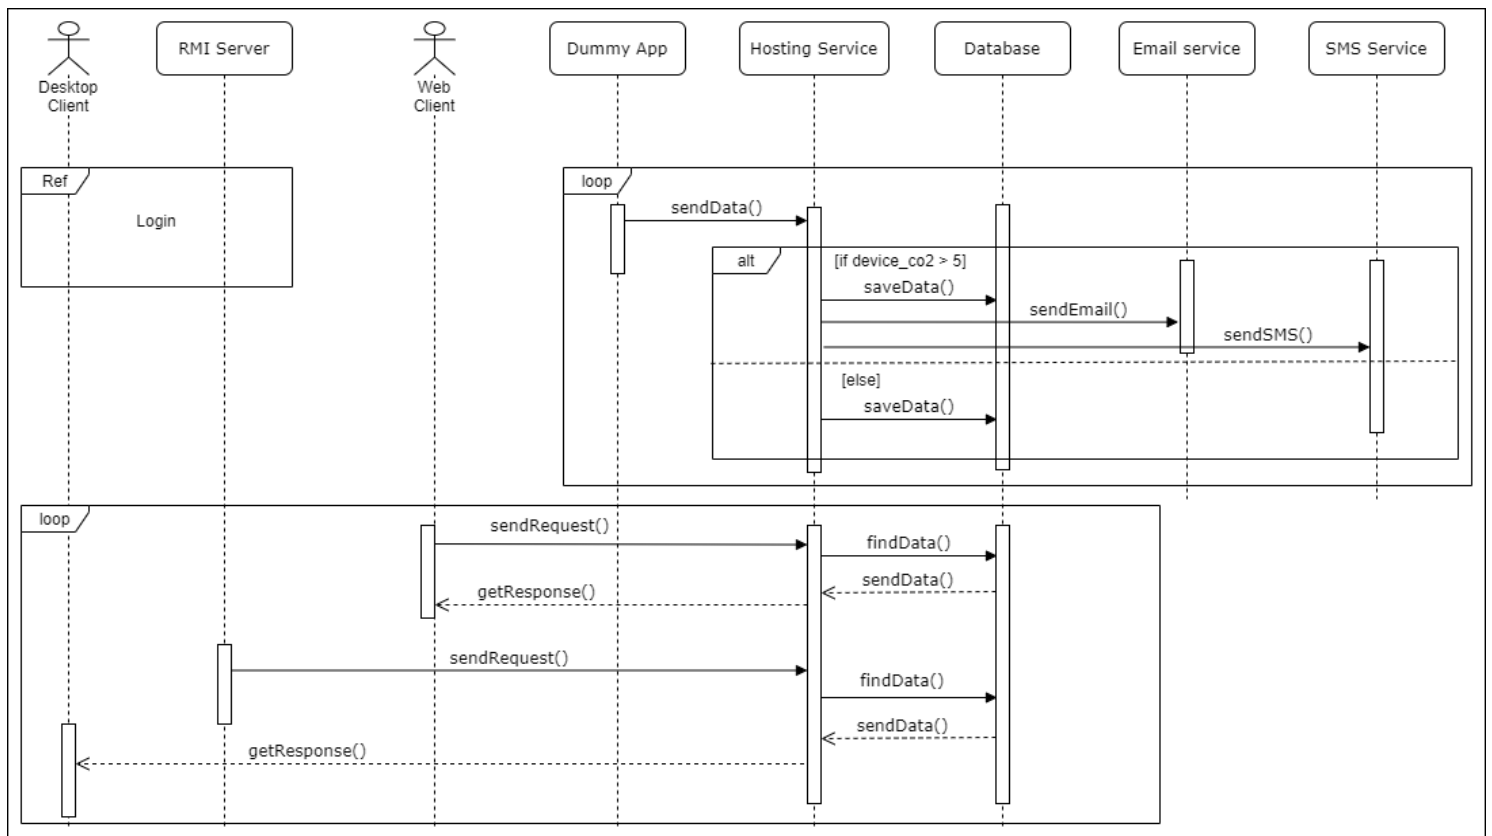 Desktop
Client
RMI Server
Web
Client
Dummy App
Hosting Service
Database
Email service
SMS Service
Ref
Login
loop
sendData()
alt
[if device_co2 > 5]
saveData()
sendEmail()
sendSMS()
[else]
saveData()
loop
sendRequest()
findData()
sendData()
getResponse()
sendRequest()
findData()
sendData()
getResponse()